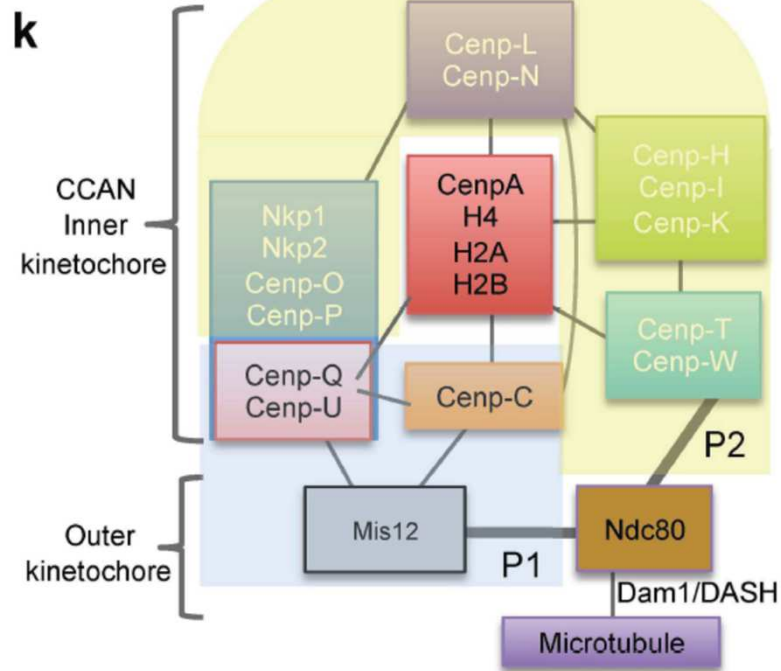 k
Cenp-L
Cenp-N
CCAN
Inner
kinetochore
CenpA
H4
H2A
H2B
Cenp-H
Cenp-I
Cenp-K
Nkp1
Nkp2
Cenp-O
Cenp-P
Cenp-T
Cenp-W
Cenp-Q
Cenp-U
Cenp-C
P2
Outer
kinetochore
Mis12
P1
Ndc80
Dam1/DASH
Microtubule